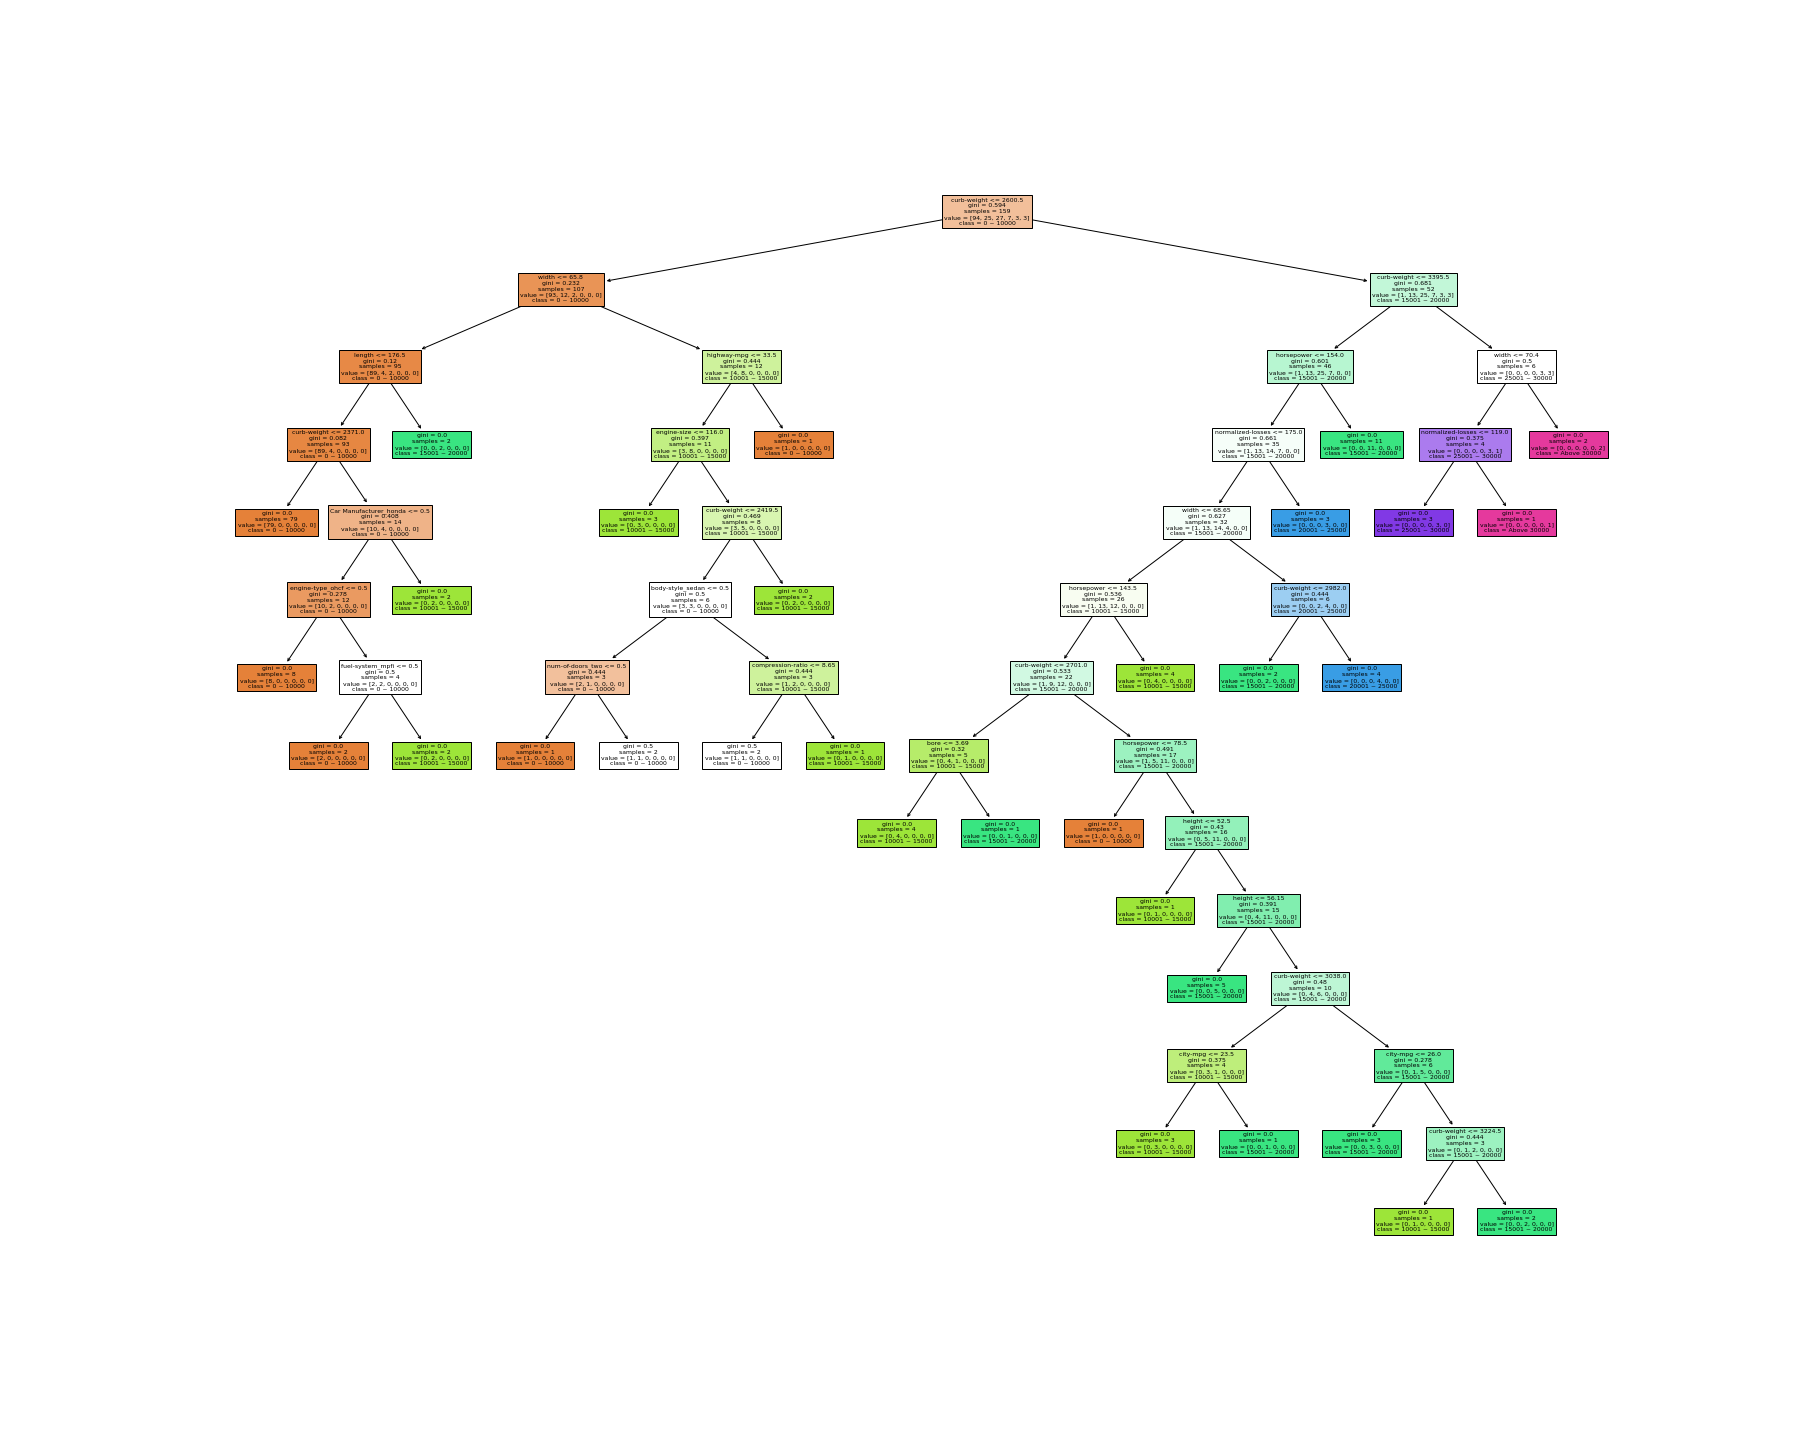 curb-weight <= 2600.5
gini = 0.594
samples = 159
value = [94, 25, 27, 7, 3, 3]
class = 0 ~ 10000
width <= 65.8
gini = 0.232
samples = 107
value = [93, 12, 2, 0, 0, 0]
class = 0 ~ 10000
curb-weight <= 3395.5
gini = 0.681
samples = 52
value = [1, 13, 25, 7, 3, 3]
class = 15001 ~ 20000
length <= 176.5
gini = 0.12
samples = 95
value = [89, 4, 2, 0, 0, 0]
class = 0 ~ 10000
highway-mpg <= 33.5
gini = 0.444
samples = 12
value = [4, 8, 0, 0, 0, 0]
class = 10001 ~ 15000
horsepower <= 154.0
gini = 0.601
samples = 46
value = [1, 13, 25, 7, 0, 0]
class = 15001 ~ 20000
width <= 70.4
gini = 0.5
samples = 6
value = [0, 0, 0, 0, 3, 3]
class = 25001 ~ 30000
curb-weight <= 2371.0
gini = 0.082
samples = 93
value = [89, 4, 0, 0, 0, 0]
class = 0 ~ 10000
gini = 0.0
samples = 2
value = [0, 0, 2, 0, 0, 0]
class = 15001 ~ 20000
engine-size <= 116.0
gini = 0.397
samples = 11
value = [3, 8, 0, 0, 0, 0]
class = 10001 ~ 15000
gini = 0.0
samples = 1
value = [1, 0, 0, 0, 0, 0]
class = 0 ~ 10000
normalized-losses <= 175.0
gini = 0.661
samples = 35
value = [1, 13, 14, 7, 0, 0]
class = 15001 ~ 20000
gini = 0.0
samples = 11
value = [0, 0, 11, 0, 0, 0]
class = 15001 ~ 20000
normalized-losses <= 119.0
gini = 0.375
samples = 4
value = [0, 0, 0, 0, 3, 1]
class = 25001 ~ 30000
gini = 0.0
samples = 2
value = [0, 0, 0, 0, 0, 2]
class = Above 30000
gini = 0.0
samples = 79
value = [79, 0, 0, 0, 0, 0]
class = 0 ~ 10000
Car Manufacturer_honda <= 0.5
gini = 0.408
samples = 14
value = [10, 4, 0, 0, 0, 0]
class = 0 ~ 10000
gini = 0.0
samples = 3
value = [0, 3, 0, 0, 0, 0]
class = 10001 ~ 15000
curb-weight <= 2419.5
gini = 0.469
samples = 8
value = [3, 5, 0, 0, 0, 0]
class = 10001 ~ 15000
width <= 68.65
gini = 0.627
samples = 32
value = [1, 13, 14, 4, 0, 0]
class = 15001 ~ 20000
gini = 0.0
samples = 3
value = [0, 0, 0, 3, 0, 0]
class = 20001 ~ 25000
gini = 0.0
samples = 3
value = [0, 0, 0, 0, 3, 0]
class = 25001 ~ 30000
gini = 0.0
samples = 1
value = [0, 0, 0, 0, 0, 1]
class = Above 30000
engine-type_ohcf <= 0.5
gini = 0.278
samples = 12
value = [10, 2, 0, 0, 0, 0]
class = 0 ~ 10000
gini = 0.0
samples = 2
value = [0, 2, 0, 0, 0, 0]
class = 10001 ~ 15000
body-style_sedan <= 0.5
gini = 0.5
samples = 6
value = [3, 3, 0, 0, 0, 0]
class = 0 ~ 10000
gini = 0.0
samples = 2
value = [0, 2, 0, 0, 0, 0]
class = 10001 ~ 15000
horsepower <= 143.5
gini = 0.536
samples = 26
value = [1, 13, 12, 0, 0, 0]
class = 10001 ~ 15000
curb-weight <= 2982.0
gini = 0.444
samples = 6
value = [0, 0, 2, 4, 0, 0]
class = 20001 ~ 25000
gini = 0.0
samples = 8
value = [8, 0, 0, 0, 0, 0]
class = 0 ~ 10000
fuel-system_mpfi <= 0.5
gini = 0.5
samples = 4
value = [2, 2, 0, 0, 0, 0]
class = 0 ~ 10000
num-of-doors_two <= 0.5
gini = 0.444
samples = 3
value = [2, 1, 0, 0, 0, 0]
class = 0 ~ 10000
compression-ratio <= 8.65
gini = 0.444
samples = 3
value = [1, 2, 0, 0, 0, 0]
class = 10001 ~ 15000
curb-weight <= 2701.0
gini = 0.533
samples = 22
value = [1, 9, 12, 0, 0, 0]
class = 15001 ~ 20000
gini = 0.0
samples = 4
value = [0, 4, 0, 0, 0, 0]
class = 10001 ~ 15000
gini = 0.0
samples = 2
value = [0, 0, 2, 0, 0, 0]
class = 15001 ~ 20000
gini = 0.0
samples = 4
value = [0, 0, 0, 4, 0, 0]
class = 20001 ~ 25000
gini = 0.0
samples = 2
value = [2, 0, 0, 0, 0, 0]
class = 0 ~ 10000
gini = 0.0
samples = 2
value = [0, 2, 0, 0, 0, 0]
class = 10001 ~ 15000
gini = 0.0
samples = 1
value = [1, 0, 0, 0, 0, 0]
class = 0 ~ 10000
gini = 0.5
samples = 2
value = [1, 1, 0, 0, 0, 0]
class = 0 ~ 10000
gini = 0.5
samples = 2
value = [1, 1, 0, 0, 0, 0]
class = 0 ~ 10000
gini = 0.0
samples = 1
value = [0, 1, 0, 0, 0, 0]
class = 10001 ~ 15000
bore <= 3.69
gini = 0.32
samples = 5
value = [0, 4, 1, 0, 0, 0]
class = 10001 ~ 15000
horsepower <= 78.5
gini = 0.491
samples = 17
value = [1, 5, 11, 0, 0, 0]
class = 15001 ~ 20000
gini = 0.0
samples = 4
value = [0, 4, 0, 0, 0, 0]
class = 10001 ~ 15000
gini = 0.0
samples = 1
value = [0, 0, 1, 0, 0, 0]
class = 15001 ~ 20000
gini = 0.0
samples = 1
value = [1, 0, 0, 0, 0, 0]
class = 0 ~ 10000
height <= 52.5
gini = 0.43
samples = 16
value = [0, 5, 11, 0, 0, 0]
class = 15001 ~ 20000
gini = 0.0
samples = 1
value = [0, 1, 0, 0, 0, 0]
class = 10001 ~ 15000
height <= 56.15
gini = 0.391
samples = 15
value = [0, 4, 11, 0, 0, 0]
class = 15001 ~ 20000
gini = 0.0
samples = 5
value = [0, 0, 5, 0, 0, 0]
class = 15001 ~ 20000
curb-weight <= 3038.0
gini = 0.48
samples = 10
value = [0, 4, 6, 0, 0, 0]
class = 15001 ~ 20000
city-mpg <= 23.5
gini = 0.375
samples = 4
value = [0, 3, 1, 0, 0, 0]
class = 10001 ~ 15000
city-mpg <= 26.0
gini = 0.278
samples = 6
value = [0, 1, 5, 0, 0, 0]
class = 15001 ~ 20000
gini = 0.0
samples = 3
value = [0, 3, 0, 0, 0, 0]
class = 10001 ~ 15000
gini = 0.0
samples = 1
value = [0, 0, 1, 0, 0, 0]
class = 15001 ~ 20000
gini = 0.0
samples = 3
value = [0, 0, 3, 0, 0, 0]
class = 15001 ~ 20000
curb-weight <= 3224.5
gini = 0.444
samples = 3
value = [0, 1, 2, 0, 0, 0]
class = 15001 ~ 20000
gini = 0.0
samples = 1
value = [0, 1, 0, 0, 0, 0]
class = 10001 ~ 15000
gini = 0.0
samples = 2
value = [0, 0, 2, 0, 0, 0]
class = 15001 ~ 20000